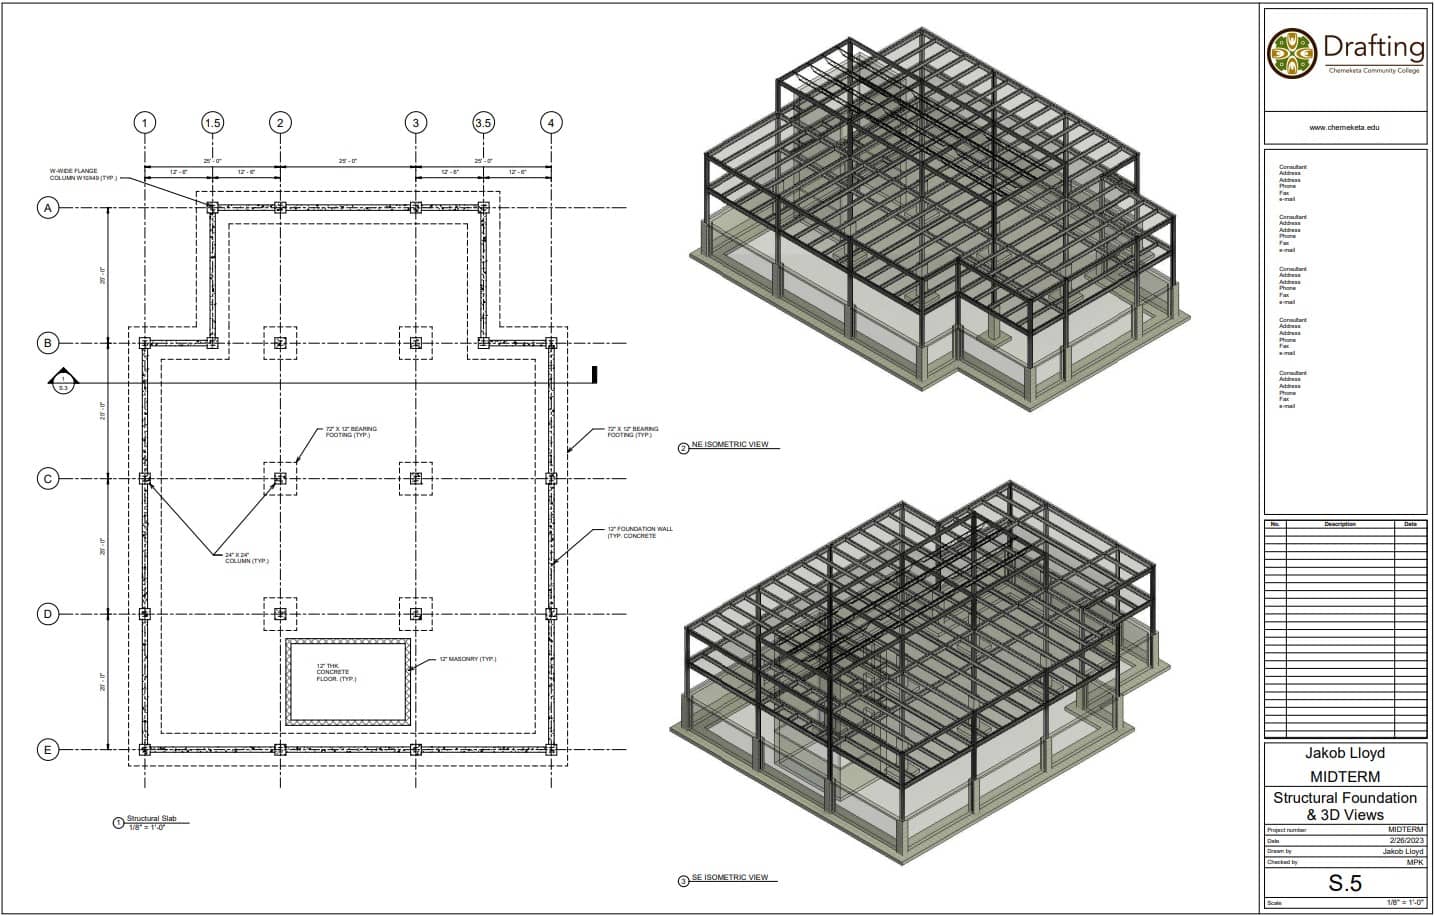 1
1.5
2
3
3.5
4
25' - 0"
25' - 0"
25' - 0"
12' - 6"
12' - 6"
12' - 6"
12' - 6"
W-WIDE FLANGE
COLUMN W10X49 (TYP.)
A
B
C
D
E
25' - 0"
25' - 0"
25' - 0"
25' - 0"
1
S.3
72" X 12" BEARING
FOOTING (TYP.)
72" X 12" BEARING
FOOTING (TYP.)
24" X 24"
COLUMN (TYP.)
12" FOUNDATION WALL
(TYP. CONCRETE
12" THK.
CONCRETE
FLOOR. (TYP.)
12" MASONRY (TYP.)
1
Structural Slab
1/8" = 1'-0"
2
NE ISOMETRIC VIEW
3
SE ISOMETRIC VIEW
Drafting
Chemeketa Community College
www.chemeketa.edu
Consultant
Address
Address
Phone
Fax
e-mail
Consultant
Address
Address
Phone
Fax
e-mail
Consultant
Address
Address
Phone
Fax
e-mail
Consultant
Address
Address
Phone
Fax
e-mail
Consultant
Address
Address
Phone
Fax
e-mail
No. Description Date
Jakob Lloyd
MIDTERM
Structural Foundation
& 3D Views
Project number MIDTERM
Date 2/26/2023
Drawn by Jakob Lloyd
Checked by MPK
S.5
Scale 1/8" = 1'-0"